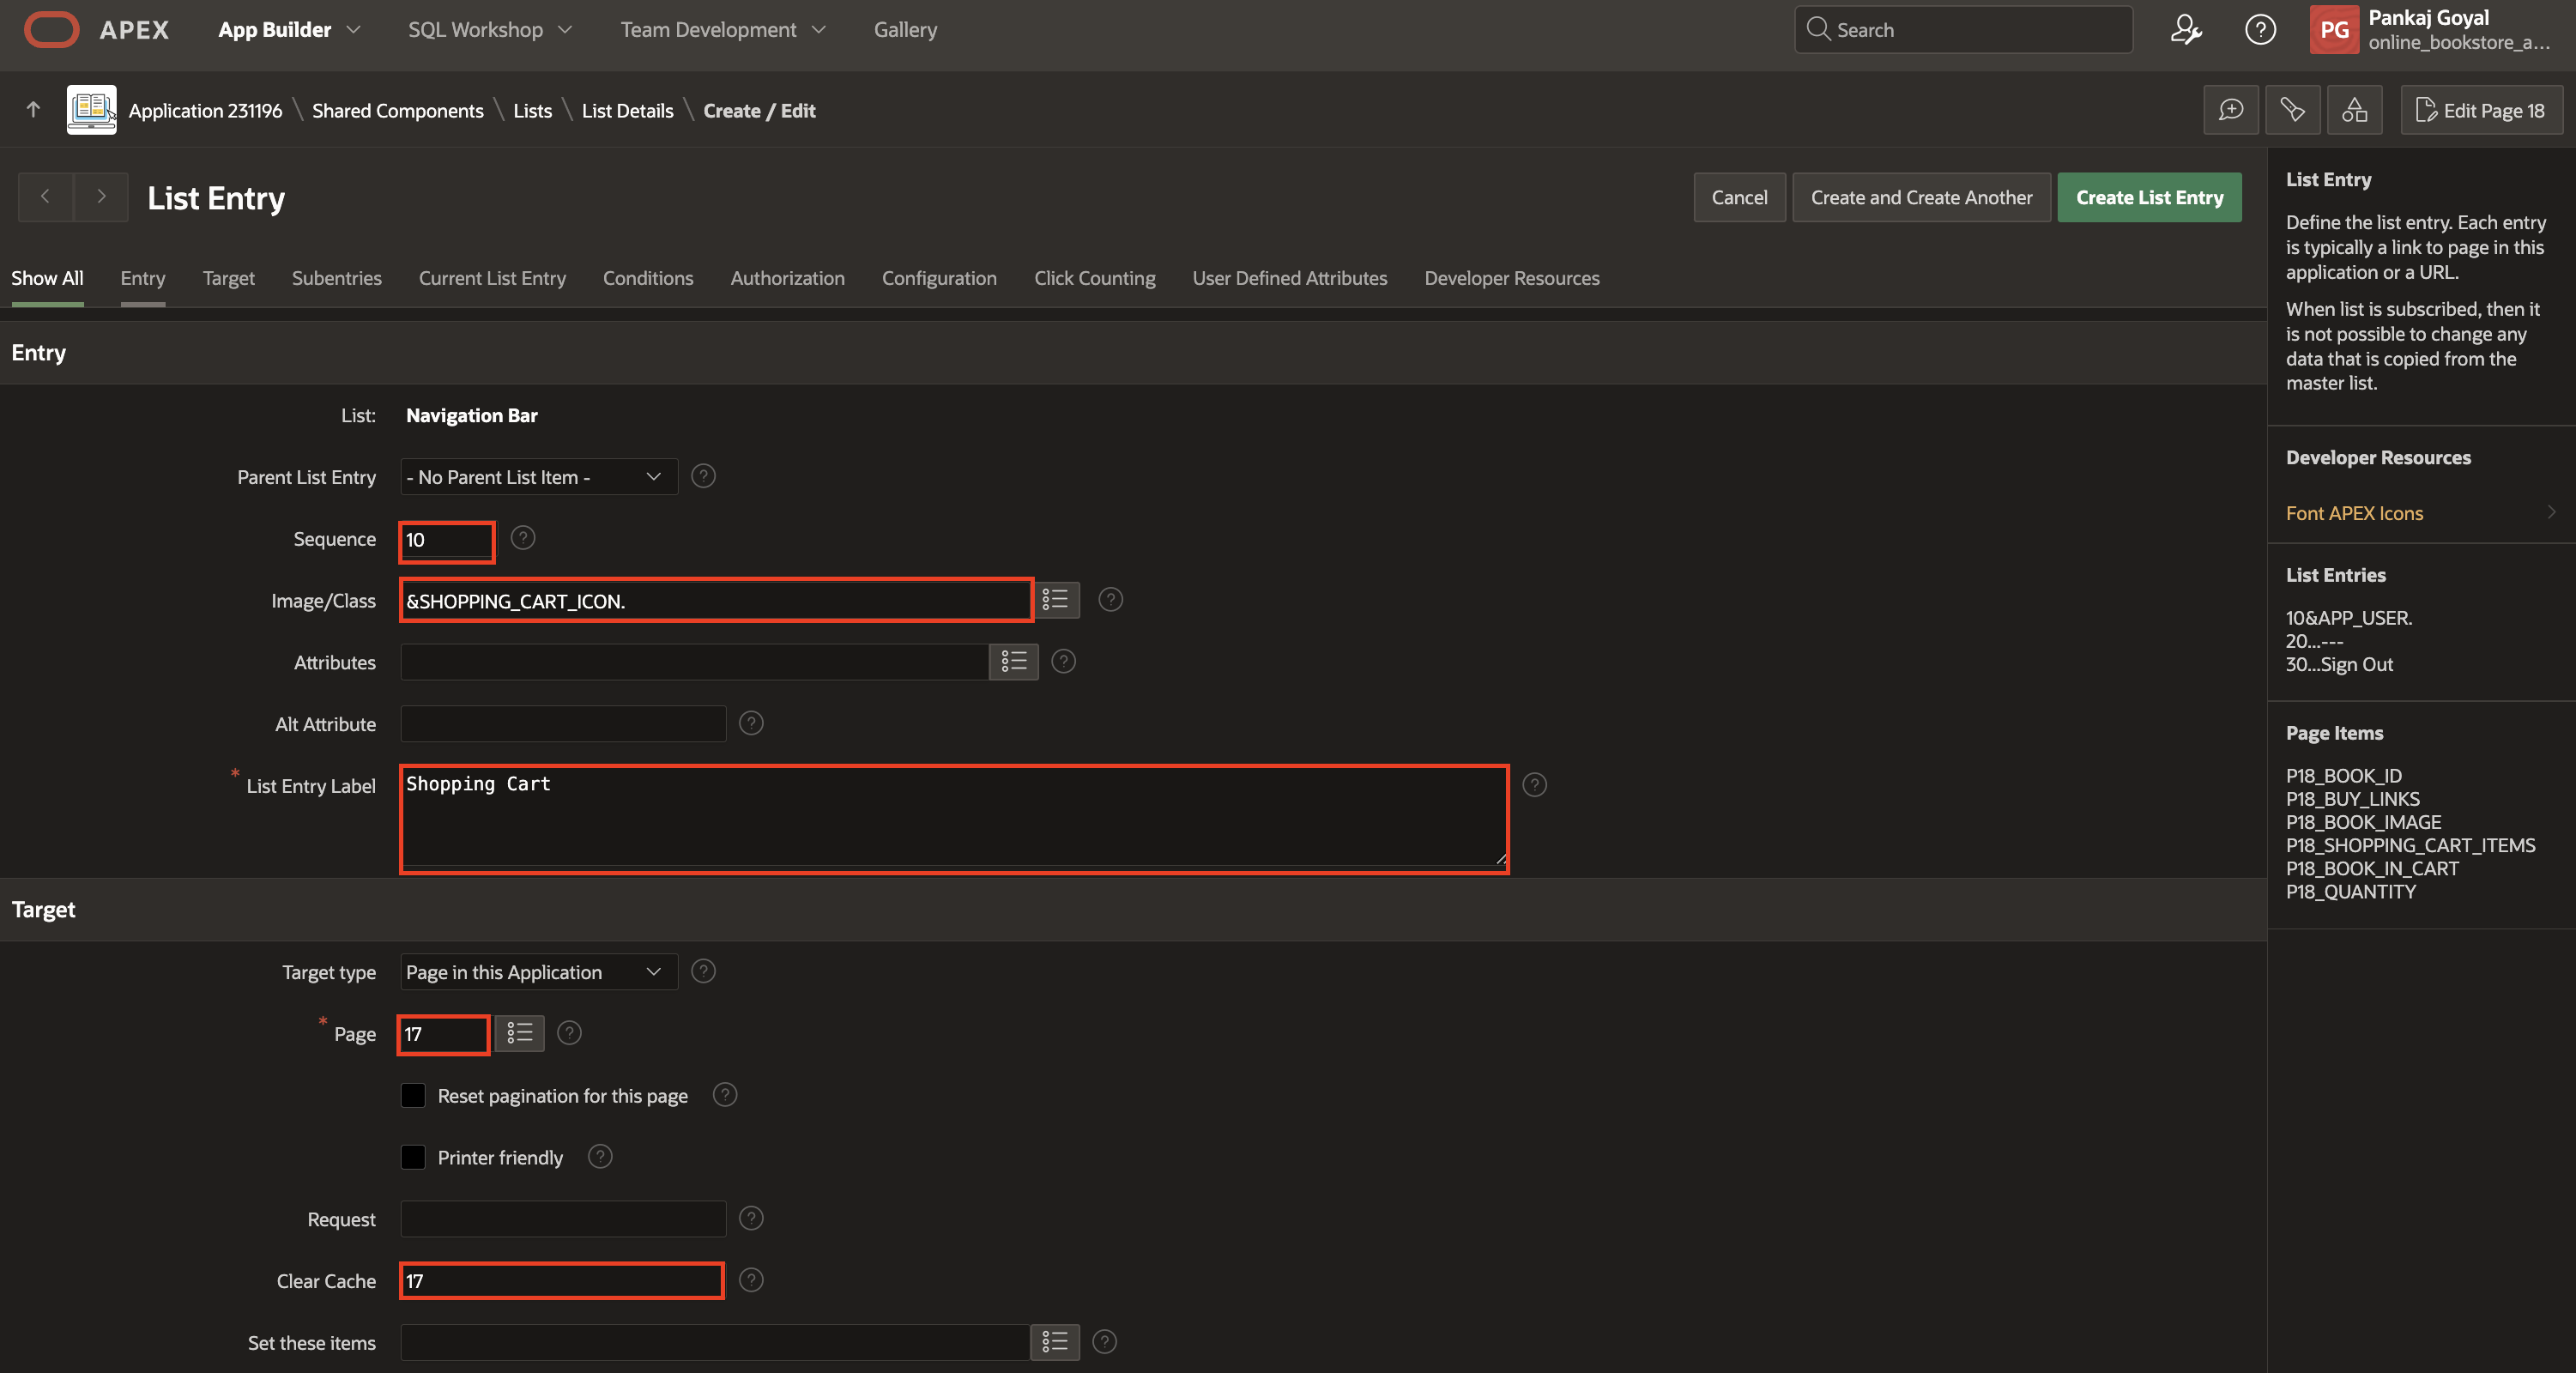 APEX App Builder SQL Workshop Team Development Gallery Search PG Pankaj Goyal
online_bookstore_a...
Application 231196 \ Shared Components \ Lists \ List Details \ Create / Edit Edit Page 18
List Entry Cancel Create and Create Another Create List Entry
Show All Entry Target Subentries Current List Entry Conditions Authorization Configuration Click Counting User Defined Attributes Developer Resources
Entry
List: Navigation Bar
Parent List Entry - No Parent List Item -
Sequence 10
Image/Class &SHOPPING_CART_ICON.
Attributes
Alt Attribute
* List Entry Label Shopping Cart
Target
Target type Page in this Application
* Page 17
Reset pagination for this page
Printer friendly
Request
Clear Cache 17
Set these items
List Entry
Define the list entry. Each entry
is typically a link to page in this
application or a URL.
When list is subscribed, then it
is not possible to change any
data that is copied from the
master list.
Developer Resources
Font APEX Icons
List Entries
10&APP_USER.
20...---
30...Sign Out
Page Items
P18_BOOK_ID
P18_BUY_LINKS
P18_BOOK_IMAGE
P18_SHOPPING_CART_ITEMS
P18_BOOK_IN_CART
P18_QUANTITY